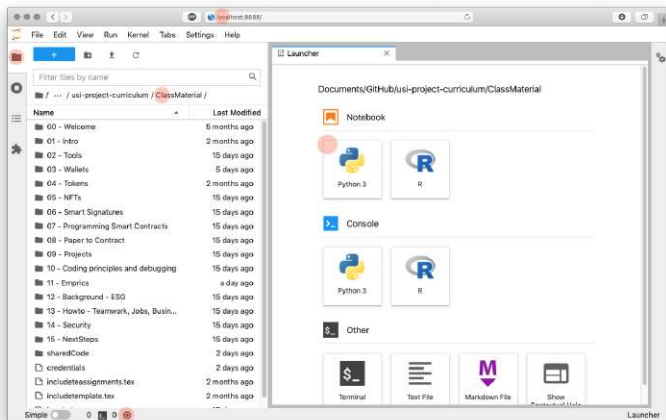 localhost:8888/
File Edit View Run Kernel Tabs Settings Help
Filter files by name
/ ··· / usi-project-curriculum / ClassMaterial /
Name Last Modified
00 - Welcome 5 months ago
01 - Intro 2 months ago
02 - Tools 15 days ago
03 - Wallets 5 days ago
04 - Tokens 2 months ago
05 - NFTs 15 days ago
06 - Smart Signatures 15 days ago
07 - Programming Smart Contracts 15 days ago
08 - Paper to Contract 15 days ago
09 - Projects 15 days ago
10 - Coding principles and debugging 15 days ago
11 - Emprics a day ago
12 - Background - ESG 15 days ago
13 - Howto - Teamwork, Jobs, Busin... 15 days ago
14 - Security 15 days ago
15 - NextSteps 15 days ago
sharedCode 2 days ago
credentials 2 days ago
includeteassignments.tex 2 months ago
includetemplate.tex 2 months ago
Simple 0 $_ 0
Launcher
Documents/GitHub/usi-project-curriculum/ClassMaterial
Notebook
Python 3 R
Console
Python 3 R
$_ Other
$_ M
Terminal Text File Markdown File Show
Contextual Help
Launcher